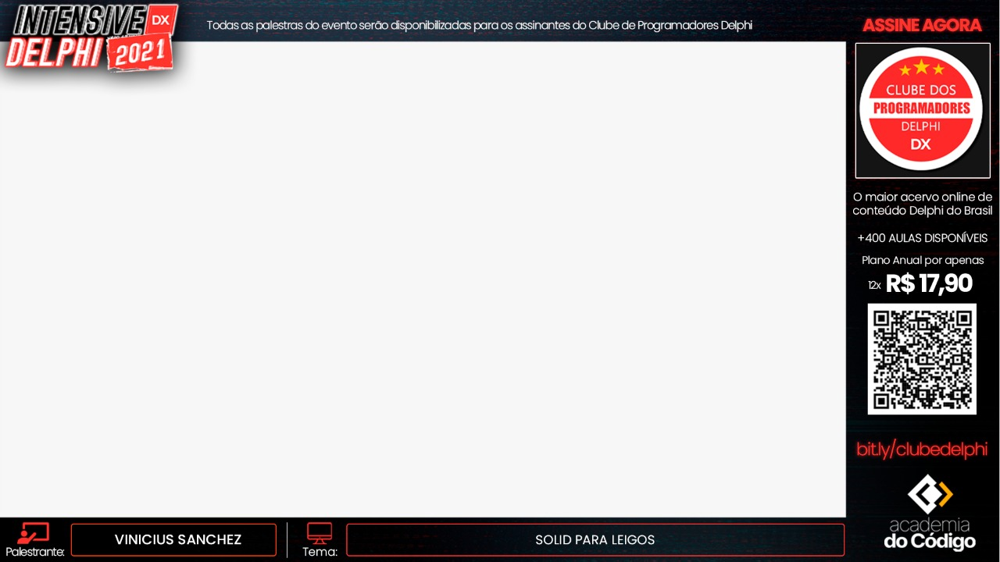 INTENSIVE DX
DELPHI 2021
Todas as palestras do evento serão disponibilizadas para os assinantes do Clube de Programadores Delphi
ASSINE AGORA
CLUBE DOS
PROGRAMADORES
DELPHI
DX
O maior acervo online de
conteúdo Delphi do Brasil
+400 AULAS DISPONÍVEIS
Plano Anual por apenas
12x R$ 17,90
bit.ly/clubedelphi
academia
do Código
Palestrante:
VINICIUS SANCHEZ
Tema:
SOLID PARA LEIGOS